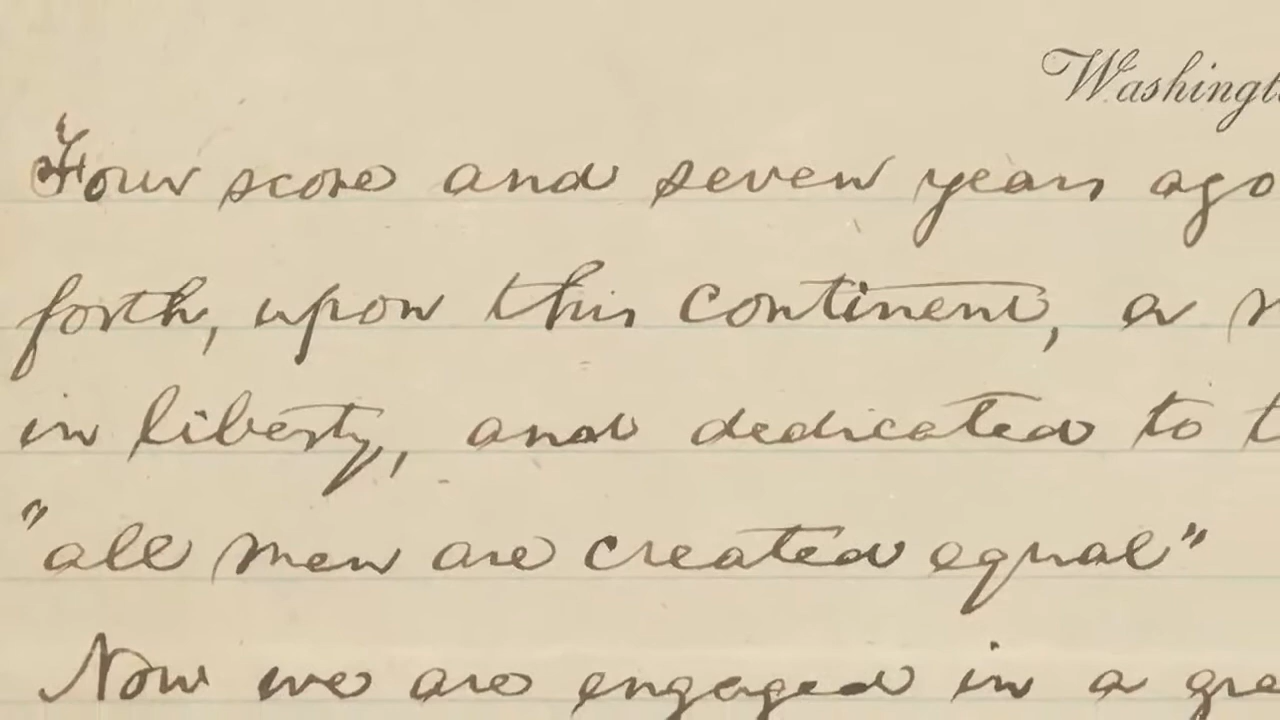 Washingt
Four score and seven years ago
forth, upon this continent, a
in liberty, and dedicated to
"all men are created equal"
Now we are engaged in a gre